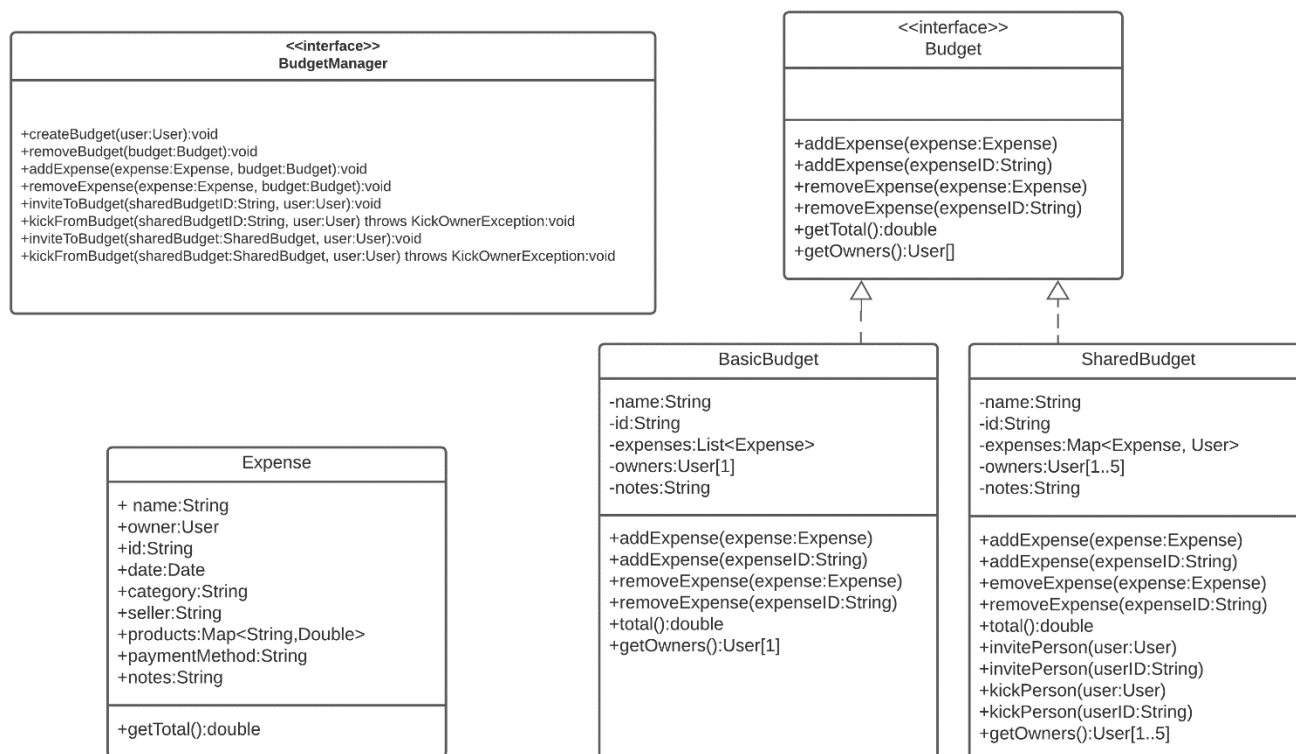 <<interface>>
BudgetManager
+createBudget(user:User):void
+removeBudget(budget:Budget):void
+addExpense(expense:Expense, budget:Budget):void
+removeExpense(expense:Expense, budget:Budget):void
+inviteToBudget(sharedBudgetID:String, user:User):void
+kickFromBudget(sharedBudgetID:String, user:User) throws KickOwnerException:void
+inviteToBudget(sharedBudget:SharedBudget, user:User):void
+kickFromBudget(sharedBudget:SharedBudget, user:User) throws KickOwnerException:void
<<interface>>
Budget
+addExpense(expense:Expense)
+addExpense(expenseID:String)
+removeExpense(expense:Expense)
+removeExpense(expenseID:String)
+getTotal():double
+getOwners():User[]
Expense
+ name:String
+owner:User
+id:String
+date:Date
+category:String
+seller:String
+products:Map<String,Double>
+paymentMethod:String
+notes:String
+getTotal():double
BasicBudget
-name:String
-id:String
-expenses:List<Expense>
-owners:User[1]
-notes:String
+addExpense(expense:Expense)
+addExpense(expenseID:String)
+removeExpense(expense:Expense)
+removeExpense(expenseID:String)
+total():double
+getOwners():User[1]
SharedBudget
-name:String
-id:String
-expenses:Map<Expense, User>
-owners:User[1..5]
-notes:String
+addExpense(expense:Expense)
+addExpense(expenseID:String)
+emoveExpense(expense:Expense)
+removeExpense(expenseID:String)
+total():double
+invitePerson(user:User)
+invitePerson(userID:String)
+kickPerson(user:User)
+kickPerson(userID:String)
+getOwners():User[1..5]